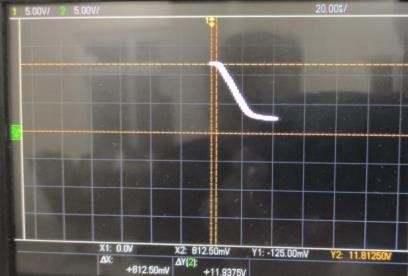 1 5.00V/ 2 5.00V/ 20.00s/
X1: 0.0V X2: 812.50mV Y1: -125.00mV Y2: 11.81250V
ΔX: ΔY(2):
+812.50mV +11.9375V